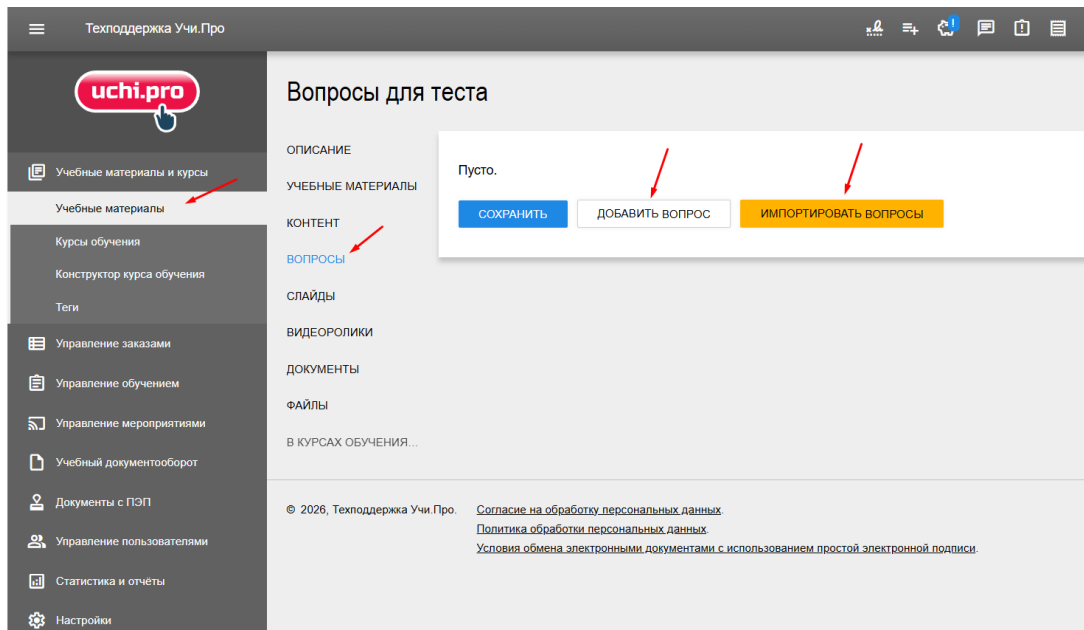 Техподдержка Учи.Про
uchi.pro
Учебные материалы и курсы
Учебные материалы
Курсы обучения
Конструктор курса обучения
Теги
Управление заказами
Управление обучением
Управление мероприятиями
Учебный документооборот
Документы с ПЭП
Управление пользователями
Статистика и отчёты
Настройки
Вопросы для теста
ОПИСАНИЕ
УЧЕБНЫЕ МАТЕРИАЛЫ
КОНТЕНТ
ВОПРОСЫ
СЛАЙДЫ
ВИДЕОРОЛИКИ
ДОКУМЕНТЫ
ФАЙЛЫ
В КУРСАХ ОБУЧЕНИЯ...
Пусто.
СОХРАНИТЬ
ДОБАВИТЬ ВОПРОС
ИМПОРТИРОВАТЬ ВОПРОСЫ
© 2026, Техподдержка Учи.Про.
Согласие на обработку персональных данных.
Политика обработки персональных данных.
Условия обмена электронными документами с использованием простой электронной подписи.